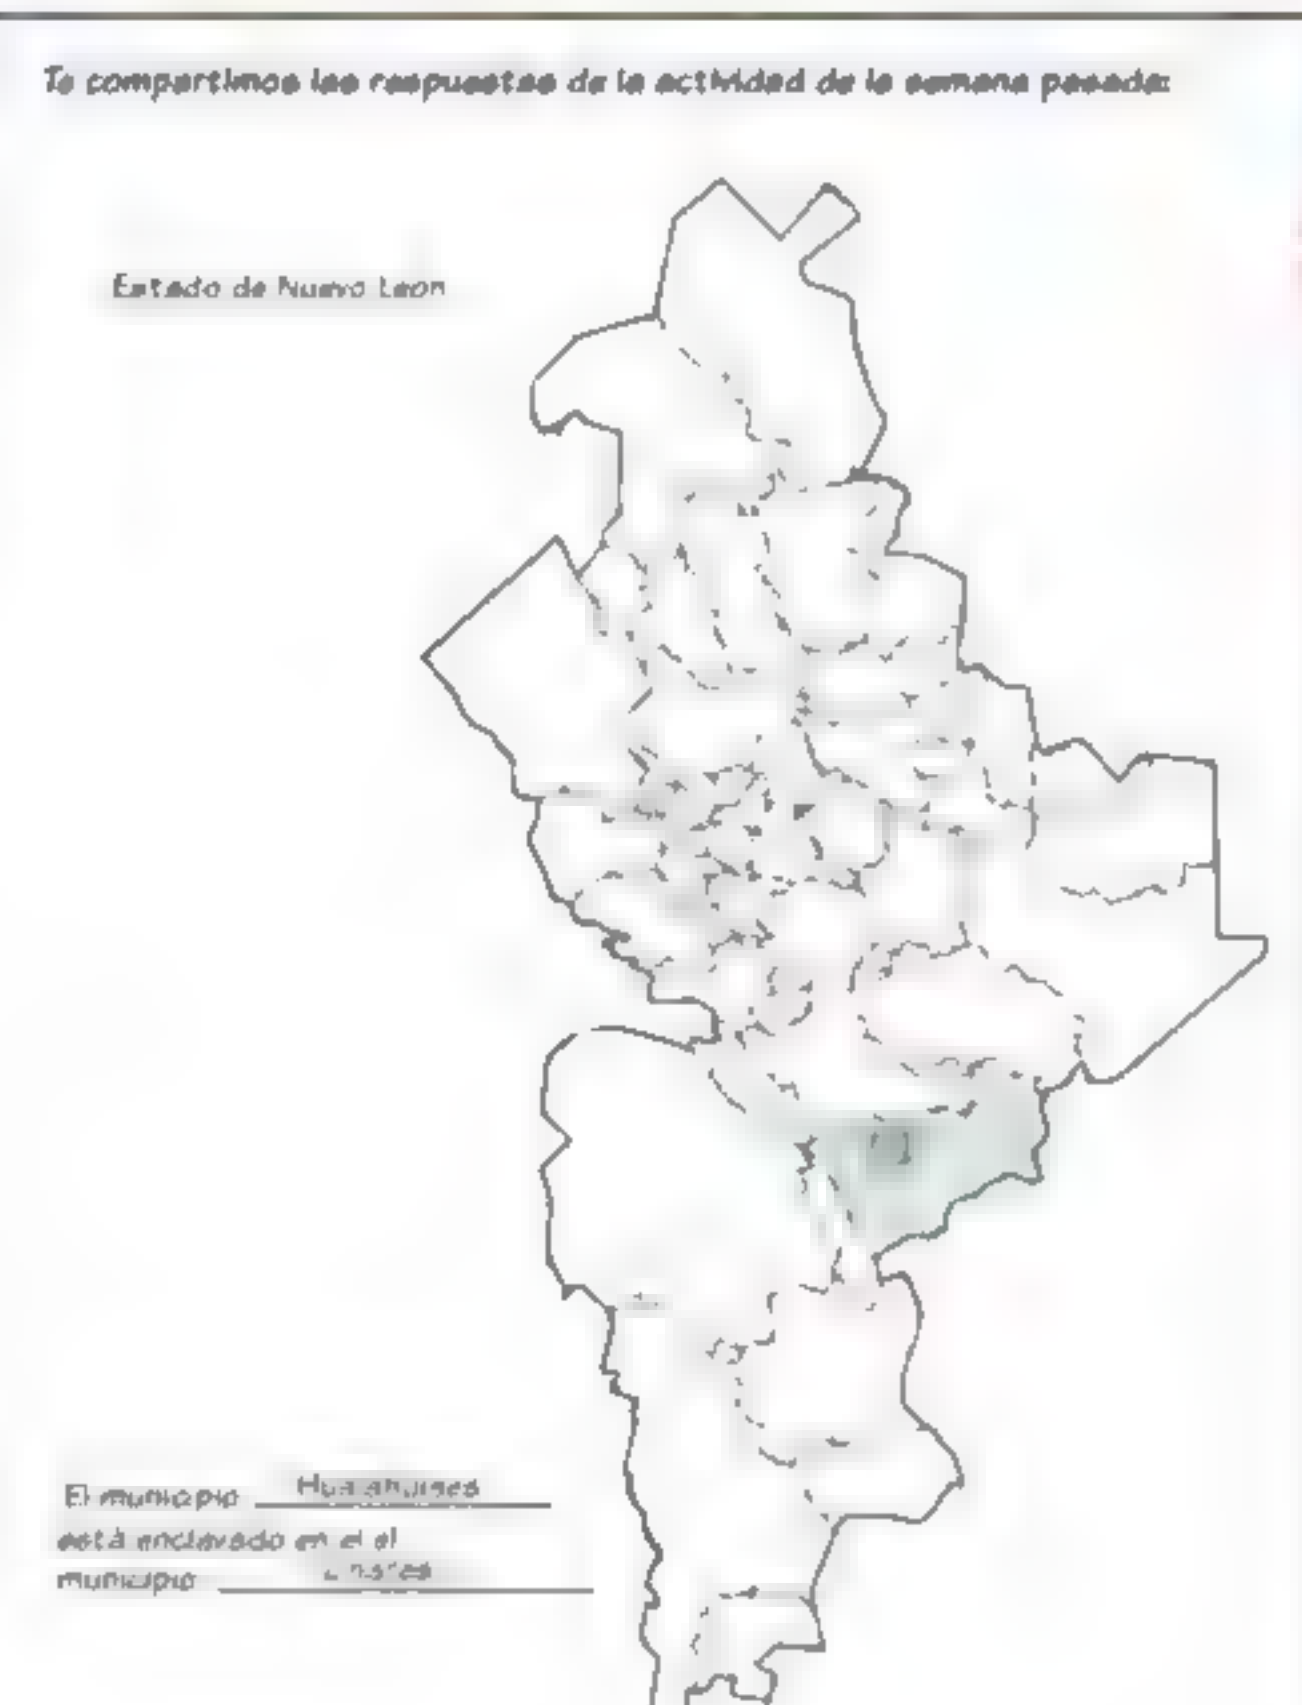 Te compartimos las respuestas de la actividad de la semana pasada:
Estado de Nuevo Leon
El municipio Hualahuises
está enclavado en el el
municipio Linares